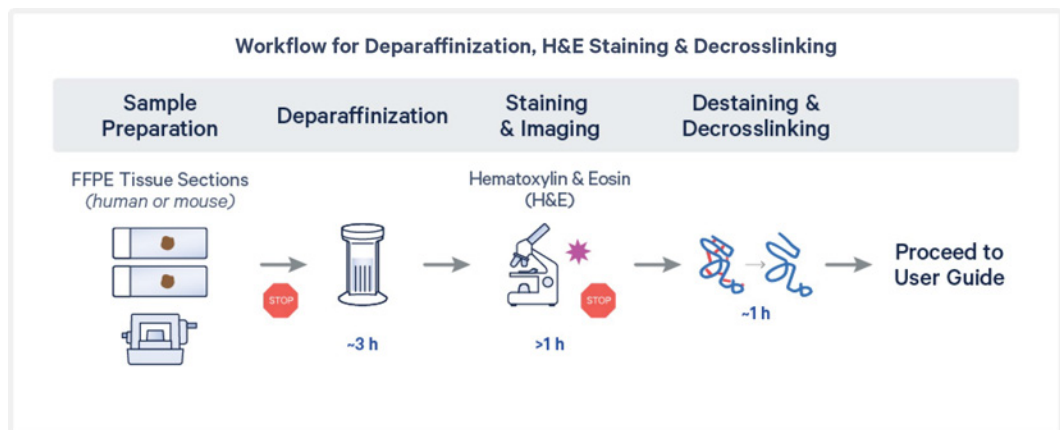 Workflow for Deparaffinization, H&E Staining & Decrosslinking
Sample
Preparation
Deparaffinization
Staining
& Imaging
Destaining &
Decrosslinking
FFPE Tissue Sections
(human or mouse)
Hematoxylin & Eosin
(H&E)
STOP
~3 h
STOP
>1 h
~1 h
Proceed to
User Guide